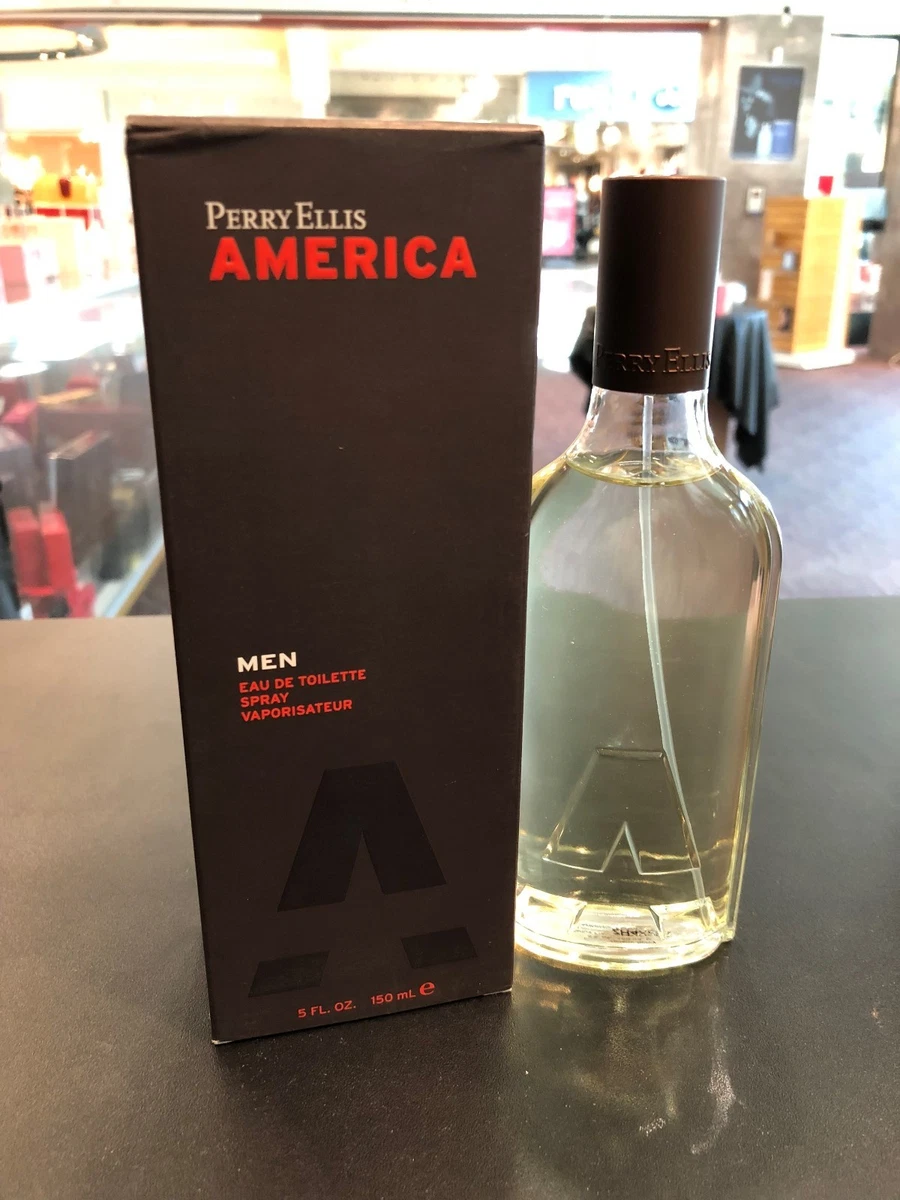 PERRY ELLIS
AMERICA
MEN
EAU DE TOILETTE
SPRAY
VAPORISATEUR
A
5 FL. OZ. 150 mL e
PERRY ELLIS
A